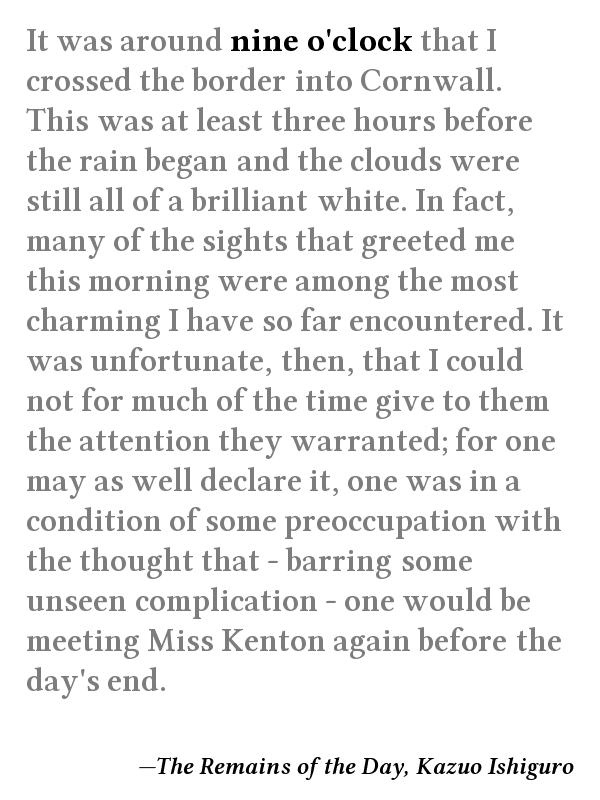 It was around nine o'clock that I
crossed the border into Cornwall.
This was at least three hours before
the rain began and the clouds were
still all of a brilliant white. In fact,
many of the sights that greeted me
this morning were among the most
charming I have so far encountered. It
was unfortunate, then, that I could
not for much of the time give to them
the attention they warranted; for one
may as well declare it, one was in a
condition of some preoccupation with
the thought that - barring some
unseen complication - one would be
meeting Miss Kenton again before the
day's end.
—The Remains of the Day, Kazuo Ishiguro